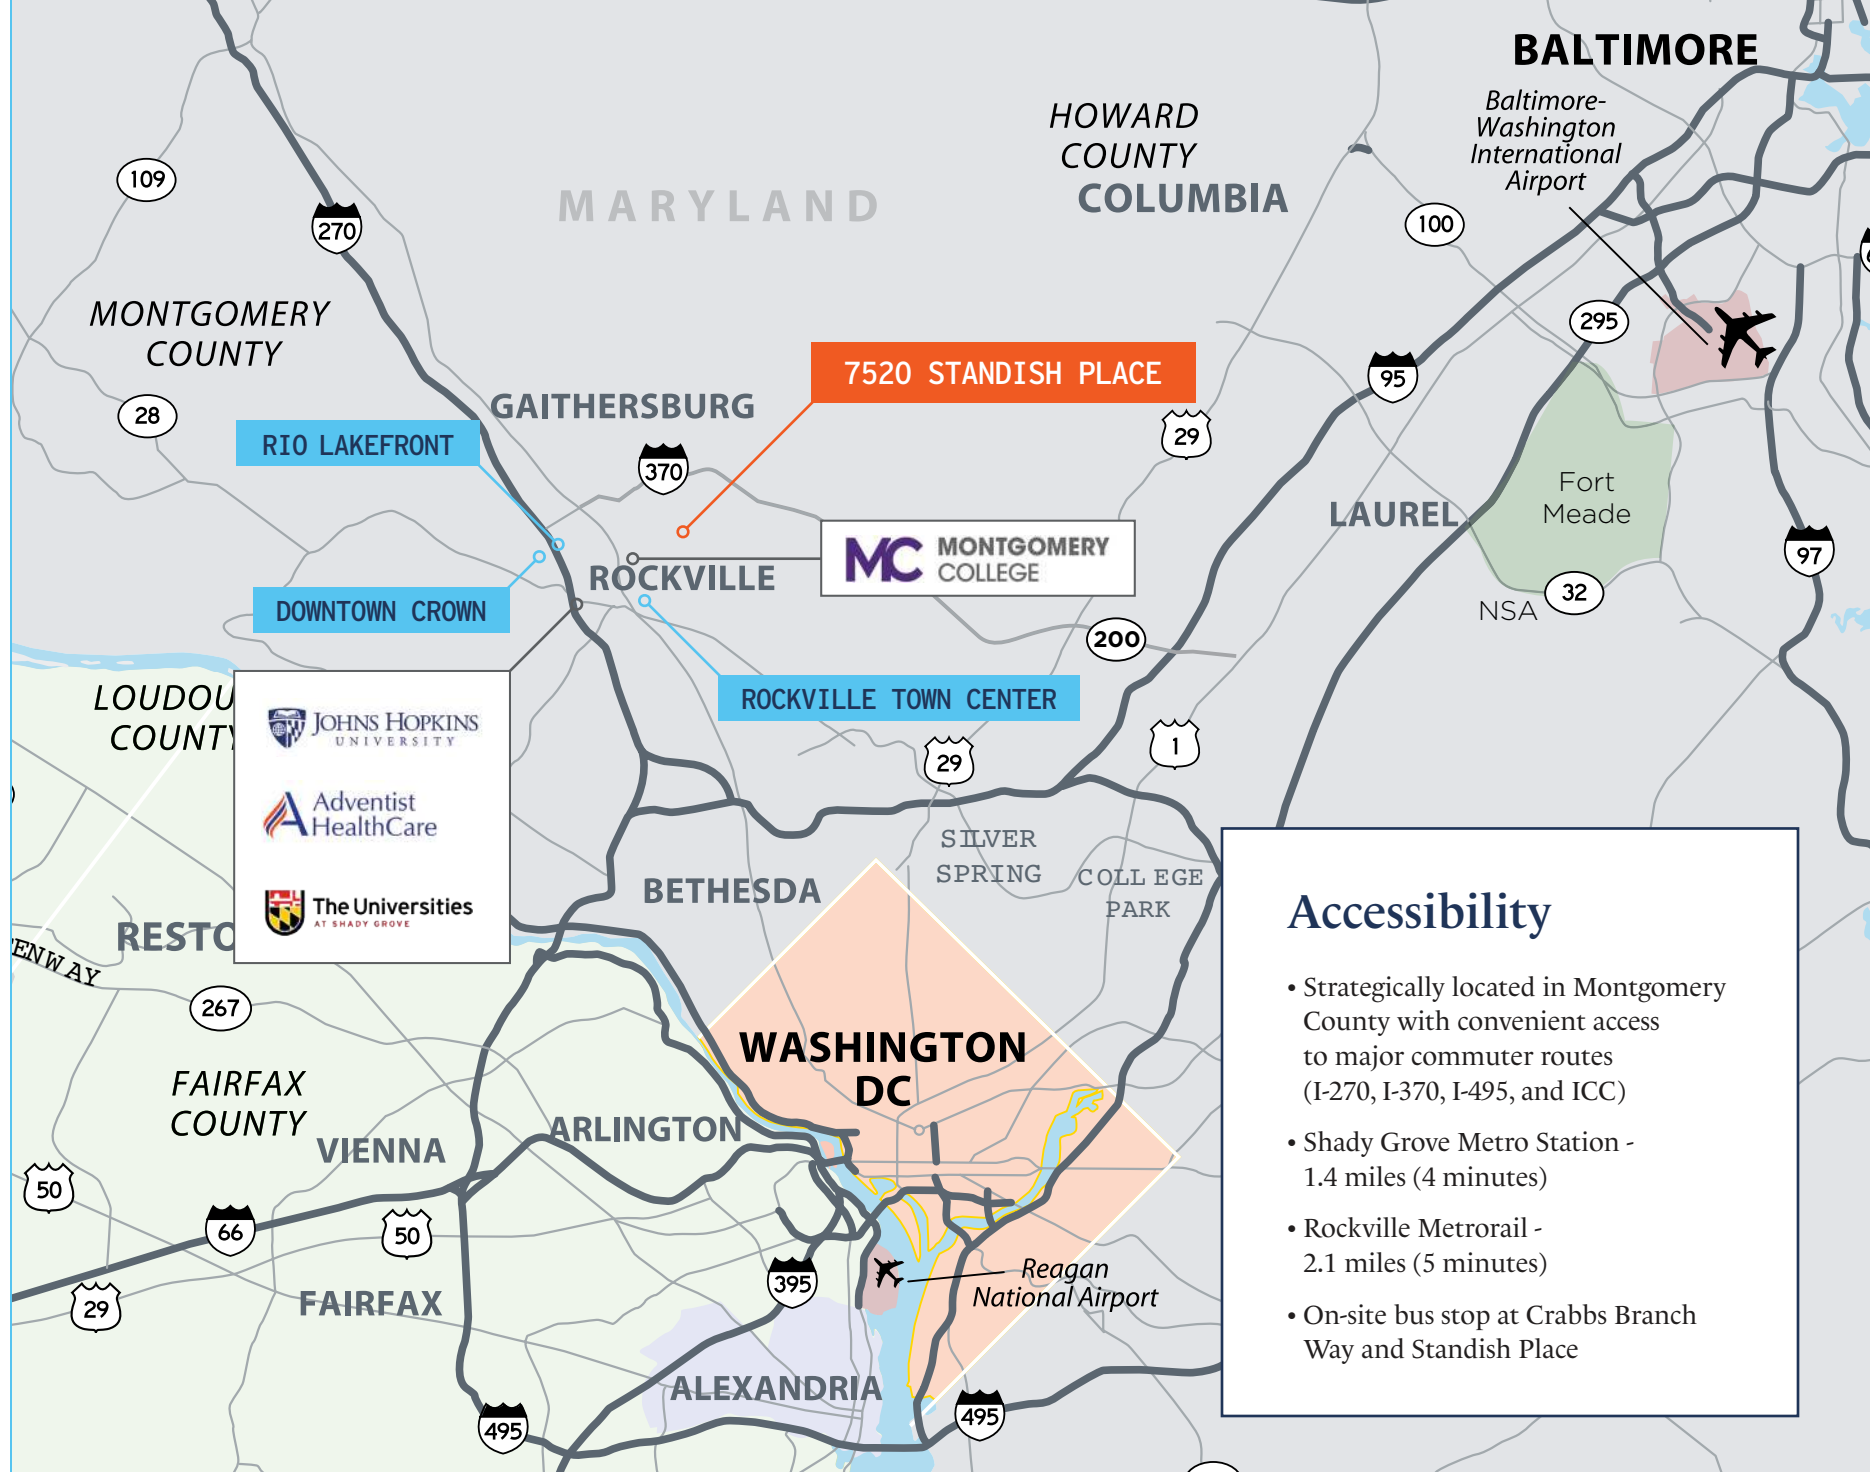 BALTIMORE
Baltimore-
Washington
International
Airport
HOWARD
COUNTY
COLUMBIA
MARYLAND
109
270
100
MONTGOMERY
COUNTY
295
7520 STANDISH PLACE
95
GAITHERSBURG
28
29
RIO LAKEFRONT
370
Fort
Meade
LAUREL
MC MONTGOMERY
COLLEGE
97
ROCKVILLE
32
NSA
DOWNTOWN CROWN
200
ROCKVILLE TOWN CENTER
LOUDOU
COUNTY
JOHNS HOPKINS
UNIVERSITY
1
29
Adventist
HealthCare
SILVER
SPRING
COLLEGE
PARK
BETHESDA
The Universities
AT SHADY GROVE
RESTO
ENWAY
267
WASHINGTON
DC
FAIRFAX
COUNTY
ARLINGTON
VIENNA
50
66
50
395
Reagan
National Airport
29
FAIRFAX
ALEXANDRIA
495
495
Accessibility
• Strategically located in Montgomery
County with convenient access
to major commuter routes
(I-270, I-370, I-495, and ICC)
• Shady Grove Metro Station -
1.4 miles (4 minutes)
• Rockville Metrorail -
2.1 miles (5 minutes)
• On-site bus stop at Crabbs Branch
Way and Standish Place